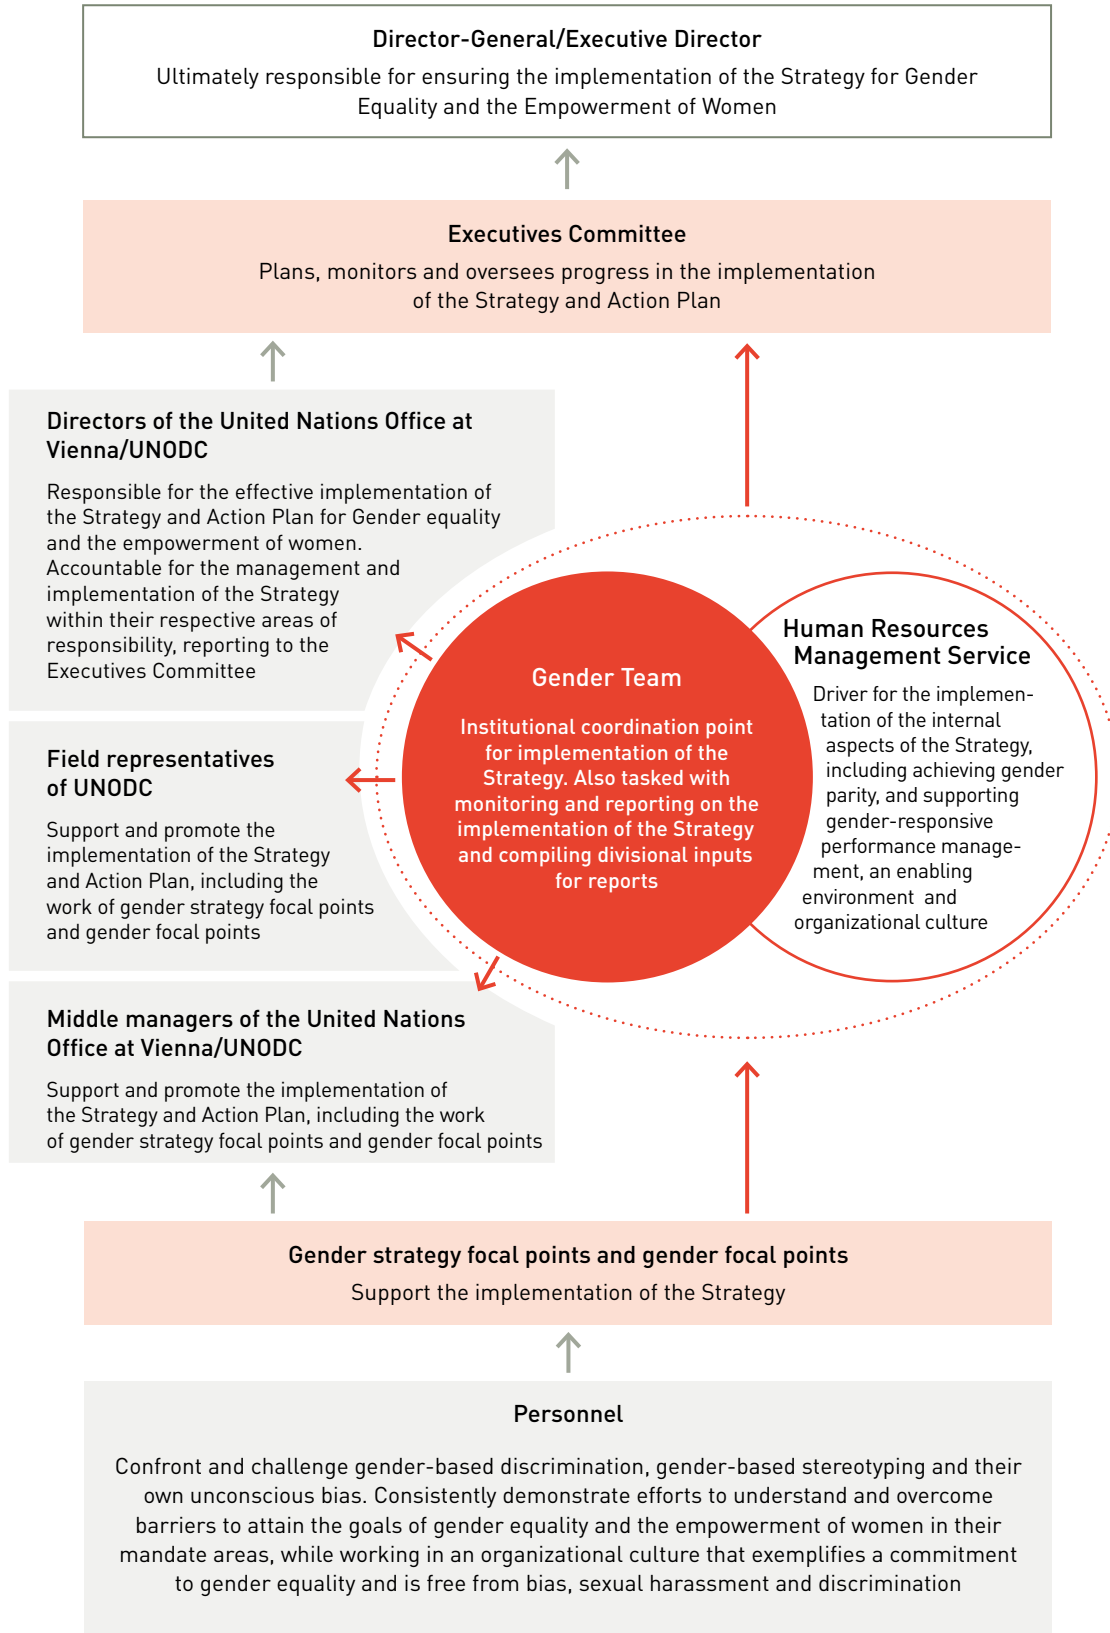 Director-General/Executive Director
Ultimately responsible for ensuring the implementation of the Strategy for Gender
Equality and the Empowerment of Women
Executives Committee
Plans, monitors and oversees progress in the implementation
of the Strategy and Action Plan
Directors of the United Nations Office at
Vienna/UNODC
Responsible for the effective implementation of
the Strategy and Action Plan for Gender equality
and the empowerment of women.
Accountable for the management and
implementation of the Strategy
within their respective areas of
responsibility, reporting to the
Executives Committee
Gender Team
Institutional coordination point
for implementation of the
Strategy. Also tasked with
monitoring and reporting on the
implementation of the Strategy
and compiling divisional inputs
for reports
Human Resources
Management Service
Driver for the implemen-
tation of the internal
aspects of the Strategy,
including achieving gender
parity, and supporting
gender-responsive
performance manage-
ment, an enabling
environment and
organizational culture
Field representatives
of UNODC
Support and promote the
implementation of the Strategy
and Action Plan, including the
work of gender strategy focal points
and gender focal points
Middle managers of the United Nations
Office at Vienna/UNODC
Support and promote the implementation of
the Strategy and Action Plan, including the work
of gender strategy focal points and gender focal points
Gender strategy focal points and gender focal points
Support the implementation of the Strategy
Personnel
Confront and challenge gender-based discrimination, gender-based stereotyping and their
own unconscious bias. Consistently demonstrate efforts to understand and overcome
barriers to attain the goals of gender equality and the empowerment of women in their
mandate areas, while working in an organizational culture that exemplifies a commitment
to gender equality and is free from bias, sexual harassment and discrimination